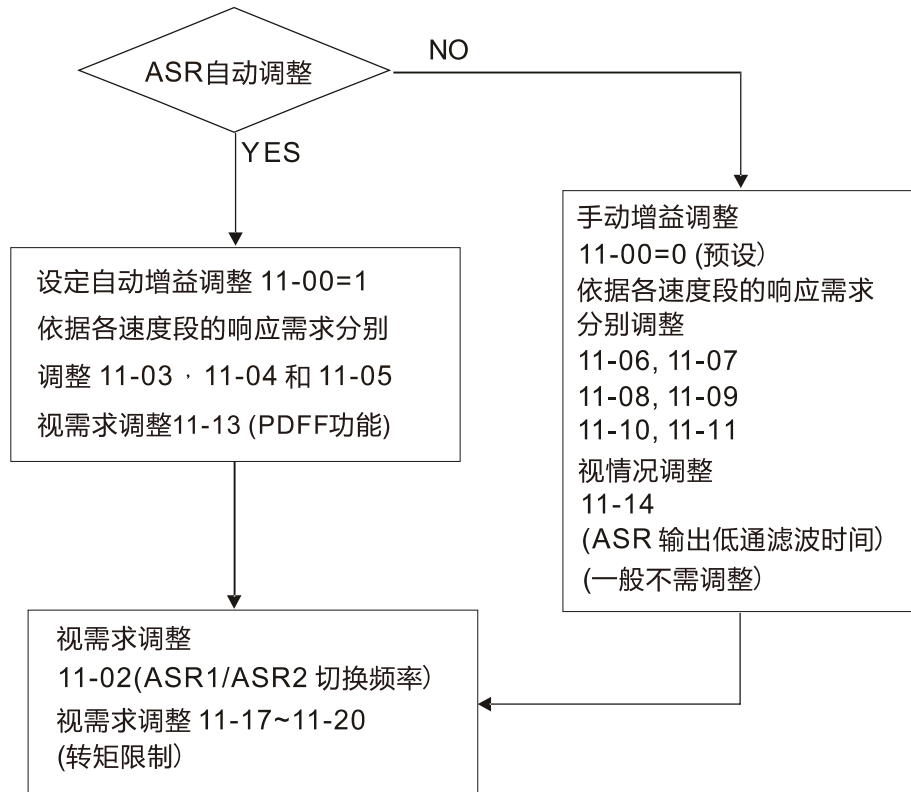 ASR自动调整
NO
YES
设定自动增益调整 11-00=1
依据各速度段的响应需求分别
调整 11-03，11-04 和 11-05
视需求调整11-13 (PDFF功能)
手动增益调整
11-00=0 (预设)
依据各速度段的响应需求
分别调整
11-06, 11-07
11-08, 11-09
11-10, 11-11
视情况调整
11-14
(ASR 输出低通滤波时间)
(一般不需调整)
视需求调整
11-02(ASR1/ASR2 切换频率)
视需求调整 11-17~11-20
(转矩限制)